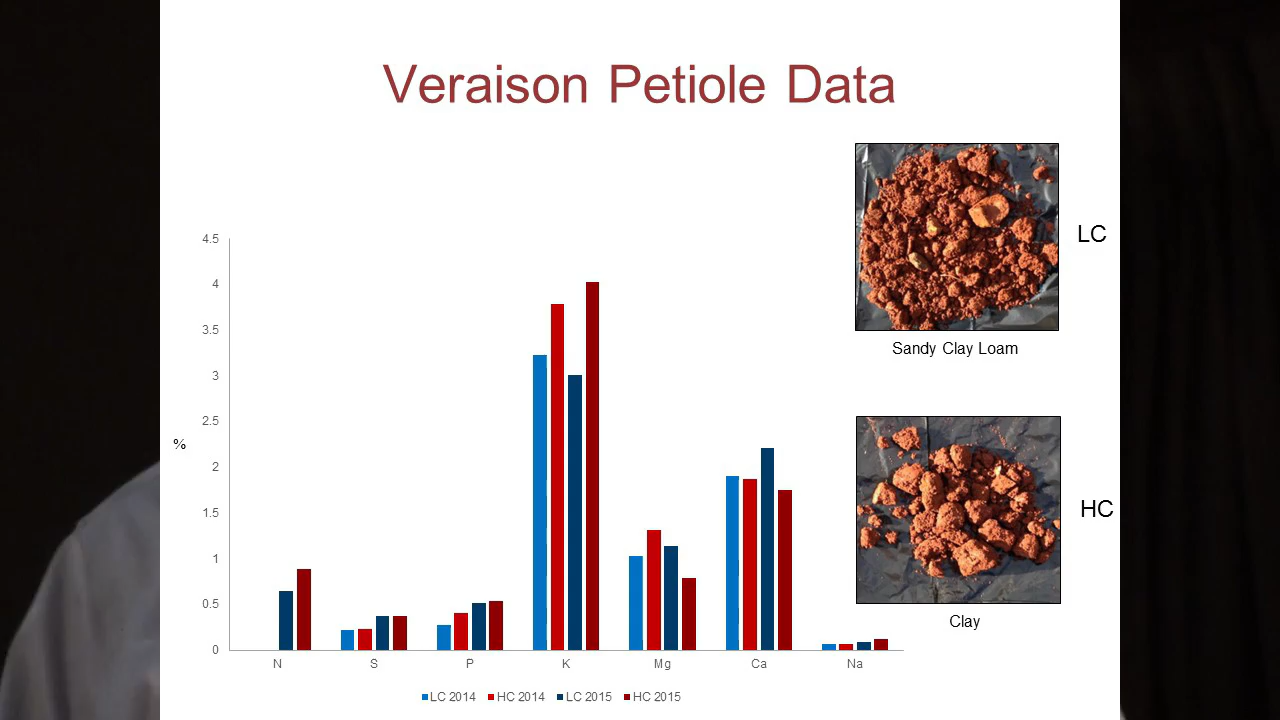 Veraison Petiole Data
LC
Sandy Clay Loam
HC
Clay
%
4.5
4
3.5
3
2.5
2
1.5
1
0.5
0
N S P K Mg Ca Na
LC 2014 HC 2014 LC 2015 HC 2015